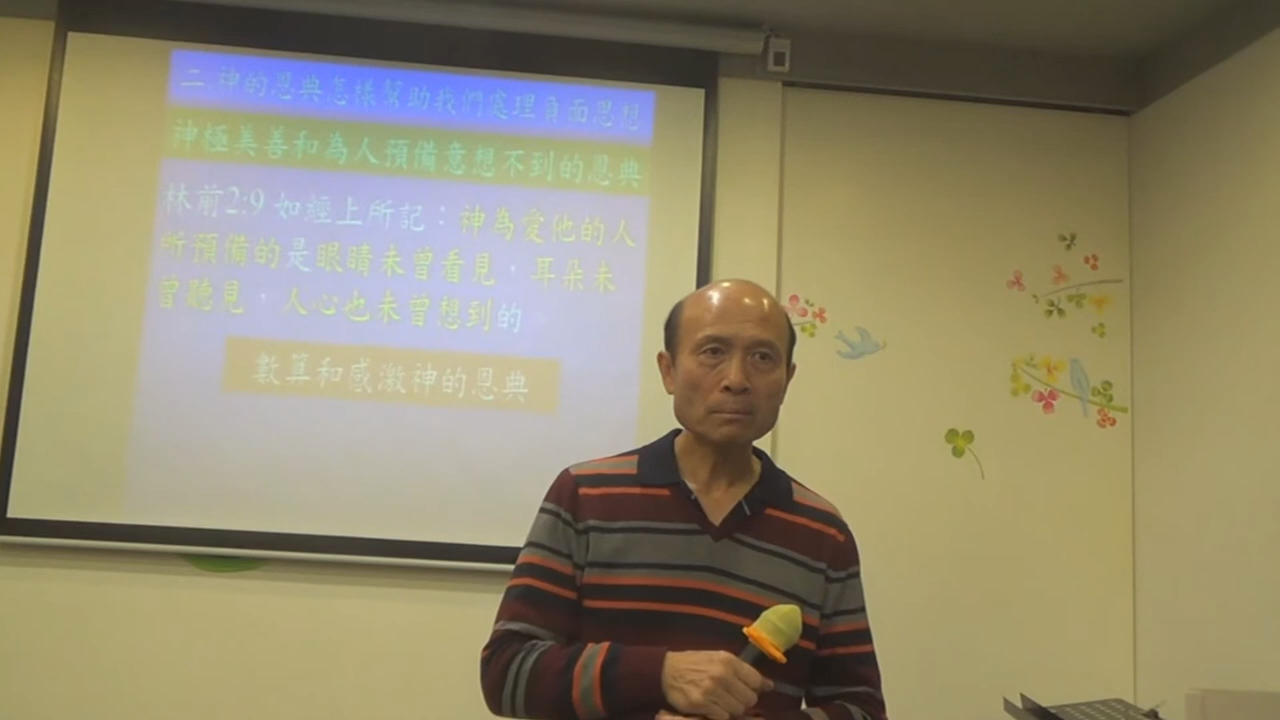 二.神的恩典怎樣幫助我們處理負面思想
神極美善和為人預備意想不到的恩典
林前2:9 如經上所記：神為愛他的人
所預備的是眼睛未曾看見，耳朵未
曾聽見，人心也未曾想到的
數算和感激神的恩典